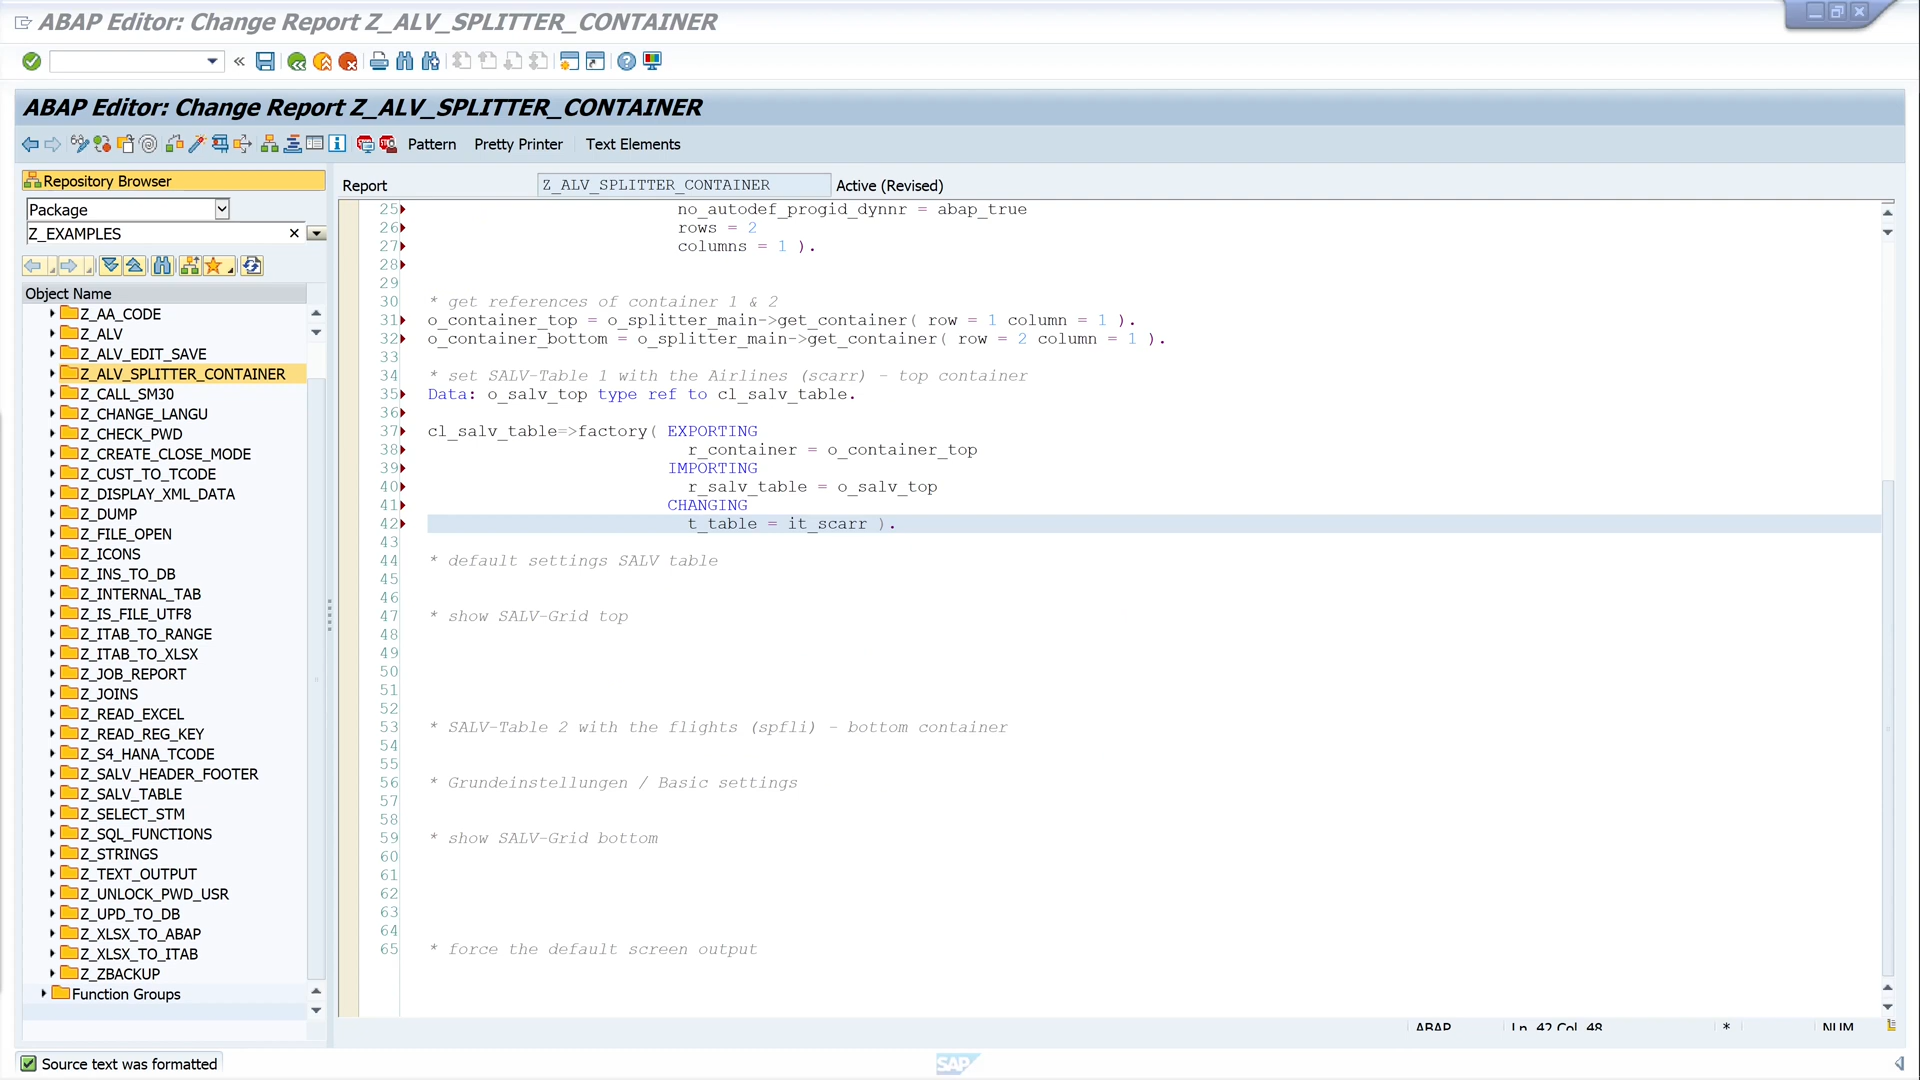 ABAP Editor: Change Report Z_ALV_SPLITTER_CONTAINER
ABAP Editor: Change Report Z_ALV_SPLITTER_CONTAINER
Pattern Pretty Printer Text Elements
Repository Browser
Package
Z_EXAMPLES
Object Name
Z_AA_CODE
Z_ALV
Z_ALV_EDIT_SAVE
Z_ALV_SPLITTER_CONTAINER
Z_CALL_SM30
Z_CHANGE_LANGU
Z_CHECK_PWD
Z_CREATE_CLOSE_MODE
Z_CUST_TO_TCODE
Z_DISPLAY_XML_DATA
Z_DUMP
Z_FILE_OPEN
Z_ICONS
Z_INS_TO_DB
Z_INTERNAL_TAB
Z_IS_FILE_UTF8
Z_ITAB_TO_RANGE
Z_ITAB_TO_XLSX
Z_JOB_REPORT
Z_JOINS
Z_READ_EXCEL
Z_READ_REG_KEY
Z_S4_HANA_TCODE
Z_SALV_HEADER_FOOTER
Z_SALV_TABLE
Z_SELECT_STM
Z_SQL_FUNCTIONS
Z_STRINGS
Z_TEXT_OUTPUT
Z_UNLOCK_PWD_USR
Z_UPD_TO_DB
Z_XLSX_TO_ABAP
Z_XLSX_TO_ITAB
Z_ZBACKUP
Function Groups
Report Z_ALV_SPLITTER_CONTAINER Active (Revised)
25 no_autodef_progid_dynnr = abap_true
26 rows = 2
27 columns = 1 ).
28
29
30 * get references of container 1 & 2
31 o_container_top = o_splitter_main->get_container( row = 1 column = 1 ).
32 o_container_bottom = o_splitter_main->get_container( row = 2 column = 1 ).
33
34 * set SALV-Table 1 with the Airlines (scarr) - top container
35 Data: o_salv_top type ref to cl_salv_table.
36
37 cl_salv_table=>factory( EXPORTING
38 r_container = o_container_top
39 IMPORTING
40 r_salv_table = o_salv_top
41 CHANGING
42 t_table = it_scarr ).
43
44 * default settings SALV table
45
46
47 * show SALV-Grid top
48
49
50
51
52
53 * SALV-Table 2 with the flights (spfli) - bottom container
54
55
56 * Grundeinstellungen / Basic settings
57
58
59 * show SALV-Grid bottom
60
61
62
63
64
65 * force the default screen output
ABAP Ln 42 Col 48 * NUM
Source text was formatted
SAP